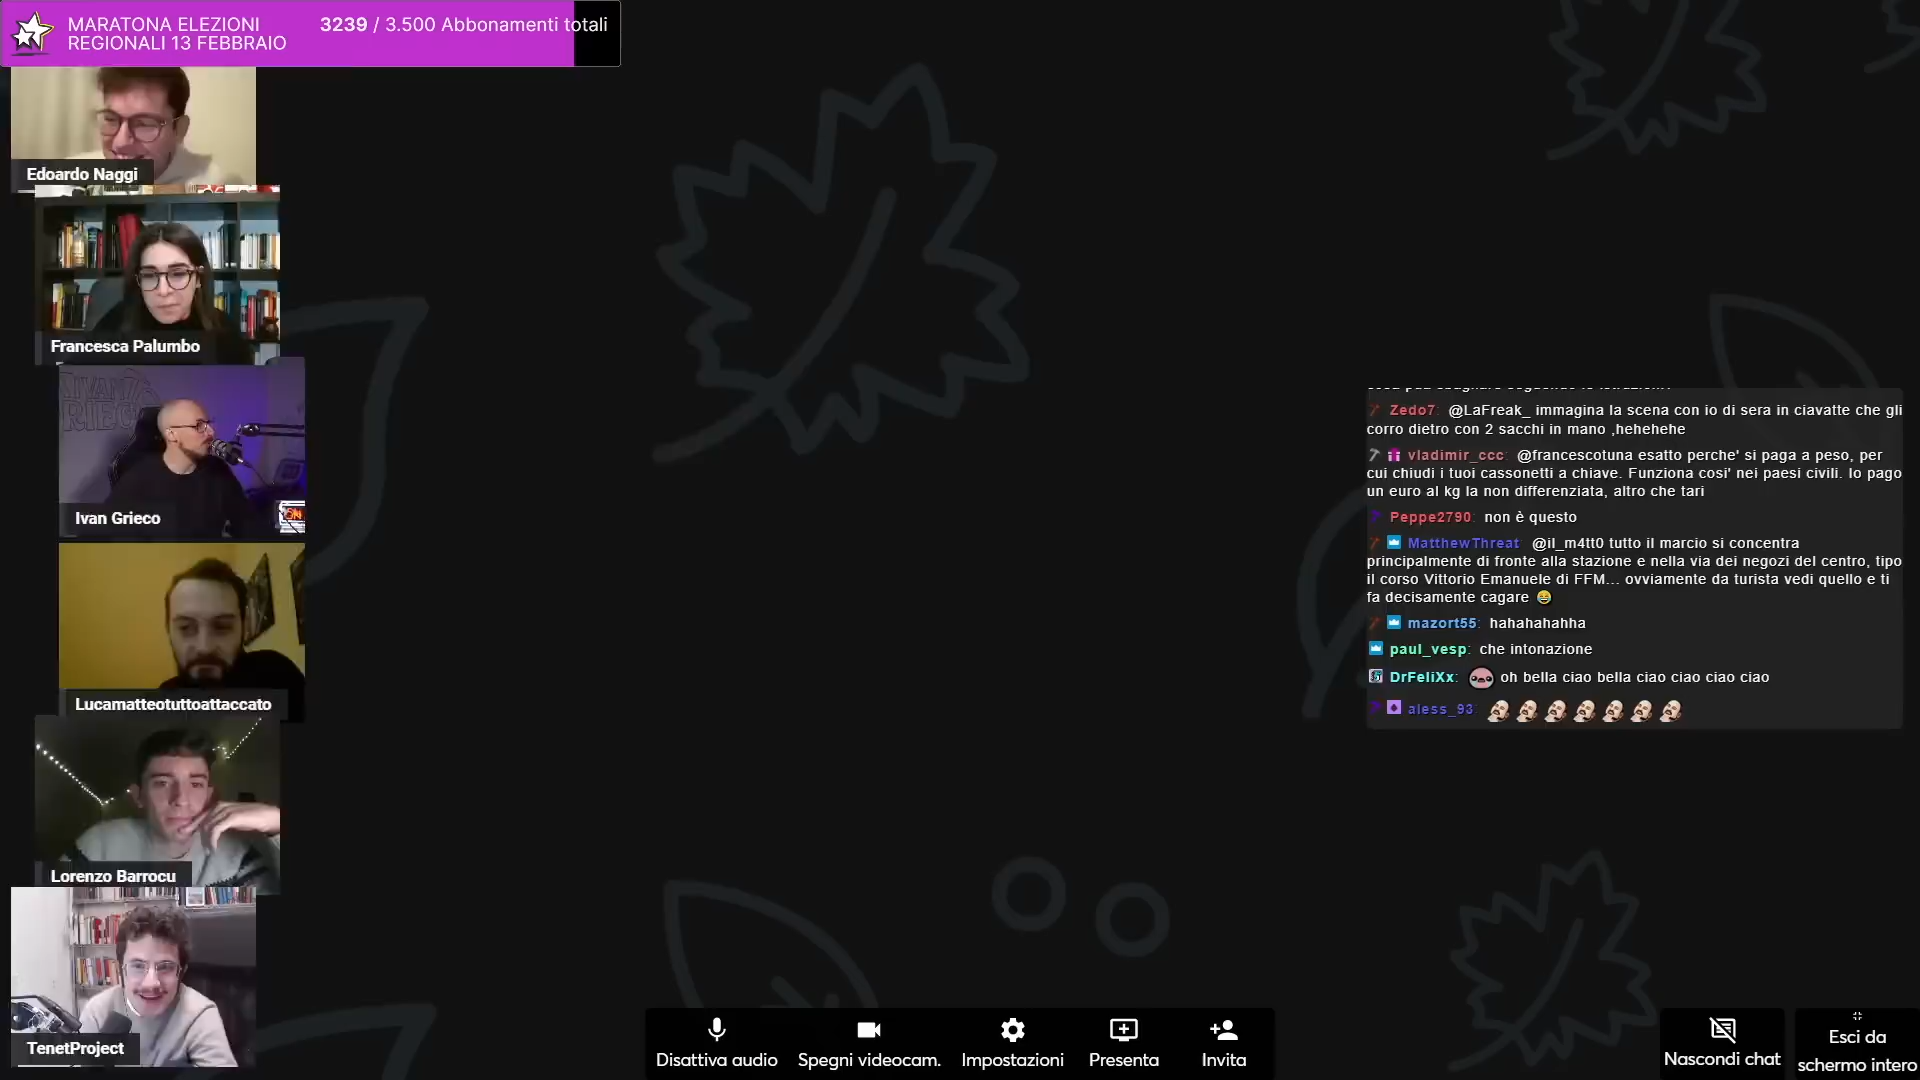 MARATONA ELEZIONI
REGIONALI 13 FEBBRAIO
3239 / 3.500 Abbonamenti totali
Edoardo Naggi
Francesca Palumbo
Ivan Grieco
Lucamatteotuttoattaccato
Lorenzo Barrocu
TenetProject
Zedo7: @LaFreak_ immagina la scena con io di sera in ciavatte che gli
corro dietro con 2 sacchi in mano ,hehehehe
vladimir_ccc: @francescotuna esatto perche' si paga a peso, per
cui chiudi i tuoi cassonetti a chiave. Funziona cosi' nei paesi civili. Io pago
un euro al kg la non differenziata, altro che tari
Peppe2790: non è questo
MatthewThreat: @il_m4tt0 tutto il marcio si concentra
principalmente di fronte alla stazione e nella via dei negozi del centro, tipo
il corso Vittorio Emanuele di FFM... ovviamente da turista vedi quello e ti
fa decisamente cagare 😂
mazort55: hahahahahha
paul_vesp: che intonazione
DrFeliXx: oh bella ciao bella ciao ciao ciao ciao
aless_93:
Disattiva audio
Spegni videocam.
Impostazioni
Presenta
Invita
Nascondi chat
Esci da
schermo intero